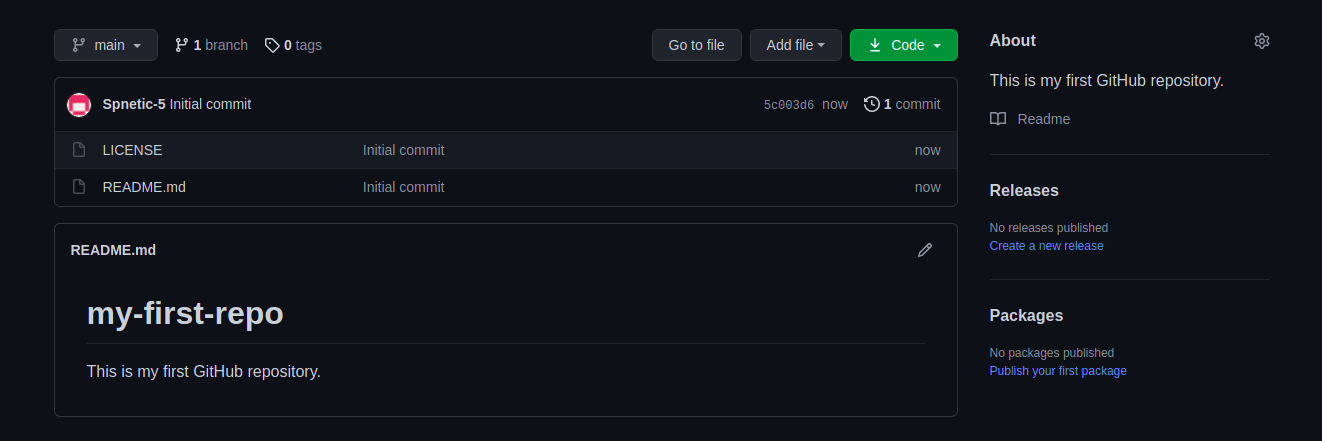 main 1 branch 0 tags Go to file Add file Code
Spnetic-5 Initial commit 5c003d6 now 1 commit
LICENSE Initial commit now
README.md Initial commit now
README.md
my-first-repo
This is my first GitHub repository.
About
This is my first GitHub repository.
Readme
Releases
No releases published
Create a new release
Packages
No packages published
Publish your first package